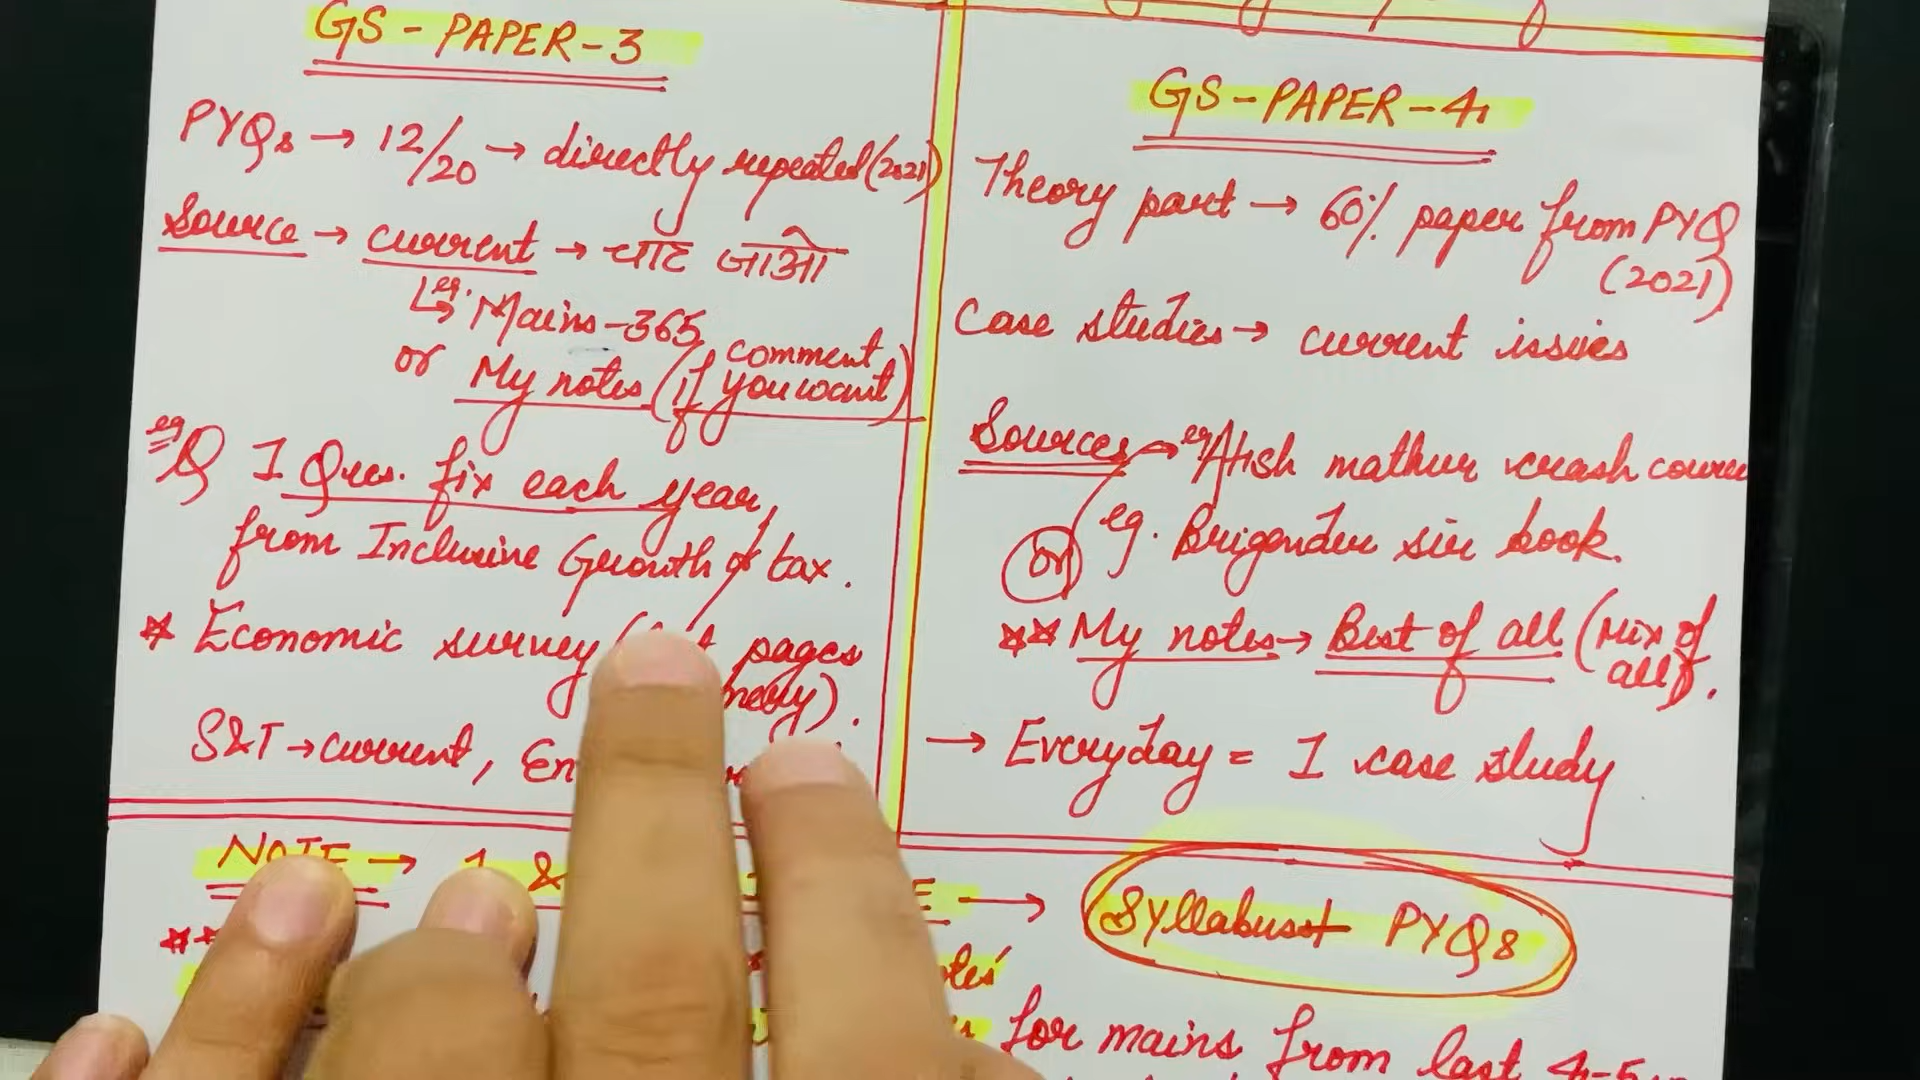 GS-PAPER-3
PYQs → 12/20 → directly repeated (2021)
Source → current → चाट जाओ
↳ eg. Mains-365
or My notes (if comment you want)
eg Q 1 Ques. fix each year,
from Inclusive Growth & tax.
* Economic survey pages
S&T → current,
GS-PAPER-4
Theory part → 60% paper from PYQ
(2021)
Case studies → current issues
Sources → eg Atish mathur crash course
or eg. Brigender sir book.
** My notes → Best of all (Mix of all).
→ Everyday = 1 case study
NOTE → 1 & → Syllabus + PYQs
**
for mains from last 4-5